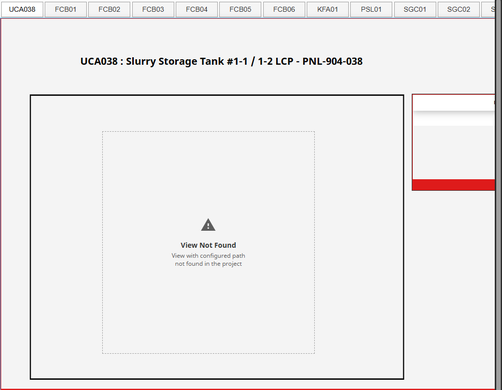 UCA038 FCB01 FCB02 FCB03 FCB04 FCB05 FCB06 KFA01 PSL01 SGC01 SGC02
UCA038 : Slurry Storage Tank #1-1 / 1-2 LCP - PNL-904-038
View Not Found
View with configured path
not found in the project